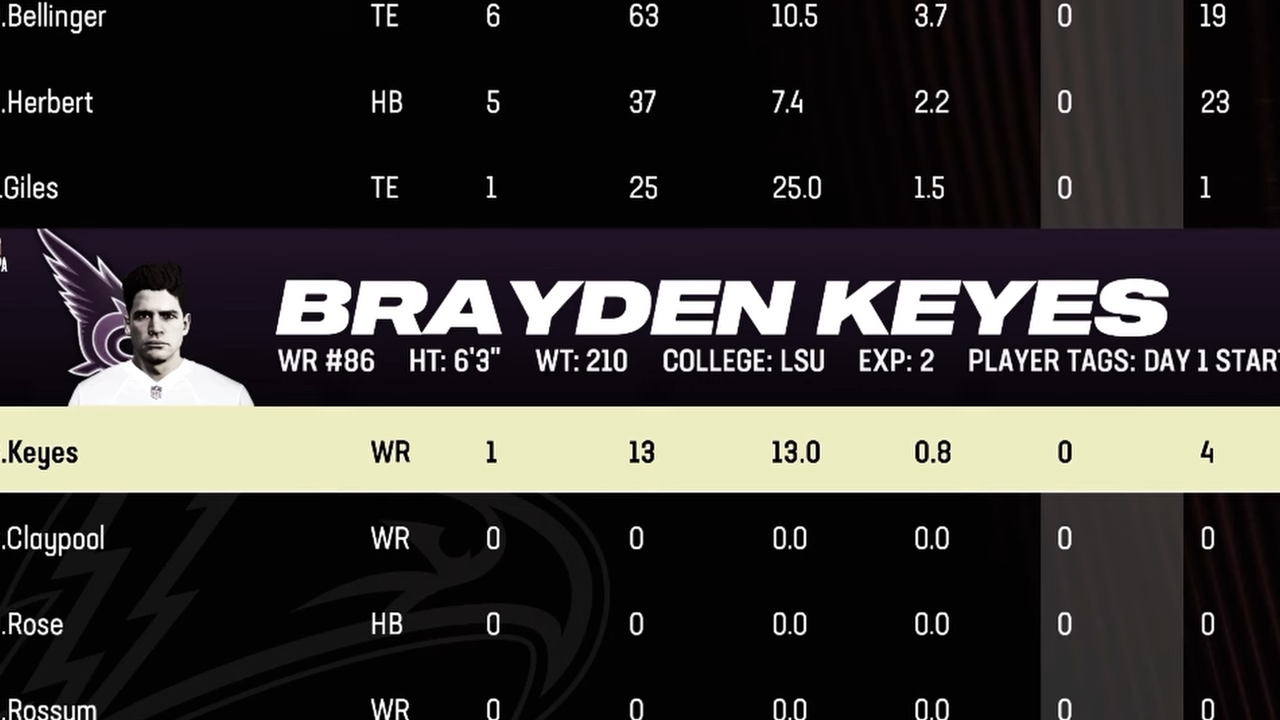 .Bellinger TE 6 63 10.5 3.7 0 19
.Herbert HB 5 37 7.4 2.2 0 23
.Giles TE 1 25 25.0 1.5 0 1
BRAYDEN KEYES
WR #86 HT: 6'3" WT: 210 COLLEGE: LSU EXP: 2 PLAYER TAGS: DAY 1 START
.Keyes WR 1 13 13.0 0.8 0 4
.Claypool WR 0 0 0.0 0.0 0 0
.Rose HB 0 0 0.0 0.0 0 0
.Rossum WR 0 0 0.0 0.0 0 0